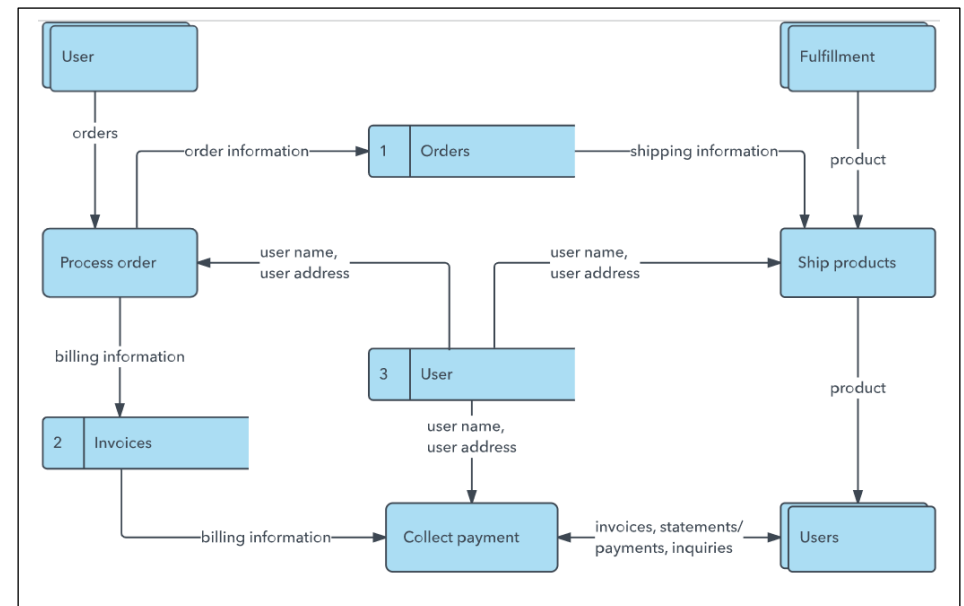 User
Fulfillment
orders
order information
1 Orders
shipping information
product
Process order
user name,
user address
user name,
user address
Ship products
billing information
3 User
product
user name,
user address
2 Invoices
billing information
Collect payment
invoices, statements/
payments, inquiries
Users